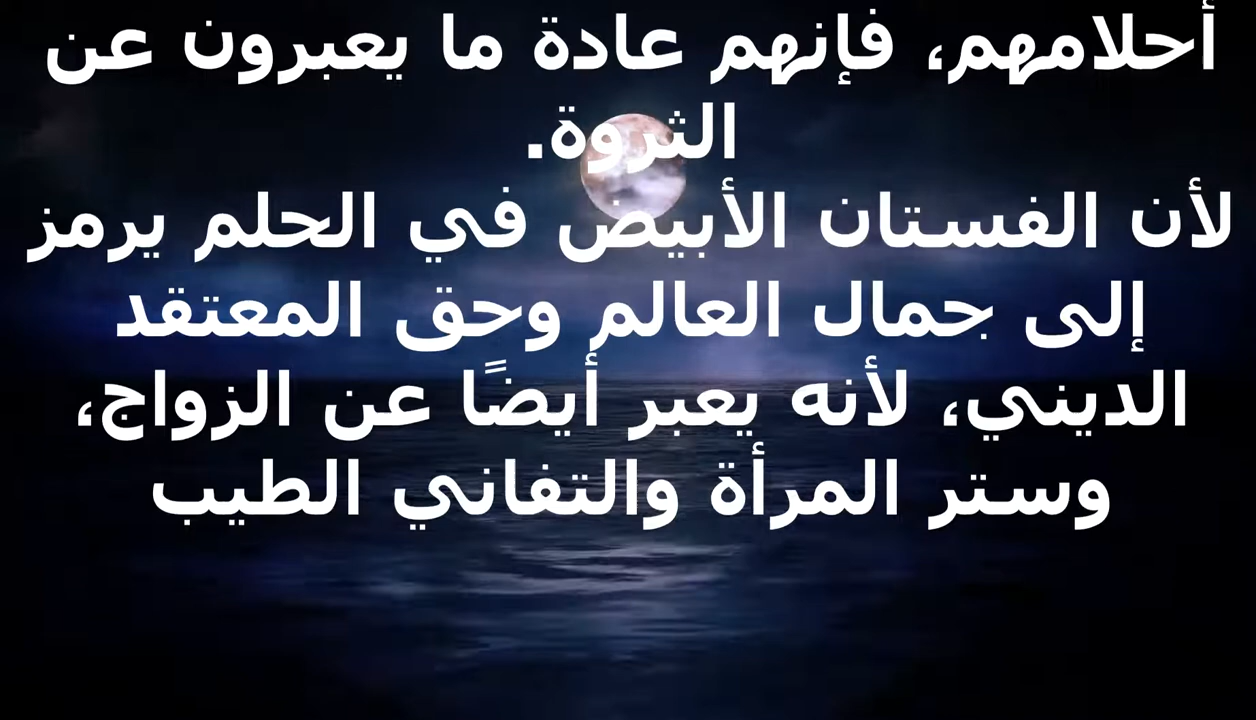 أحلامهم، فإنهم عادة ما يعبرون عن
الثروة.
لأن الفستان الأبيض في الحلم يرمز
إلى جمال العالم وحق المعتقد
الديني، لأنه يعبر أيضًا عن الزواج،
وستر المرأة والتفاني الطيب